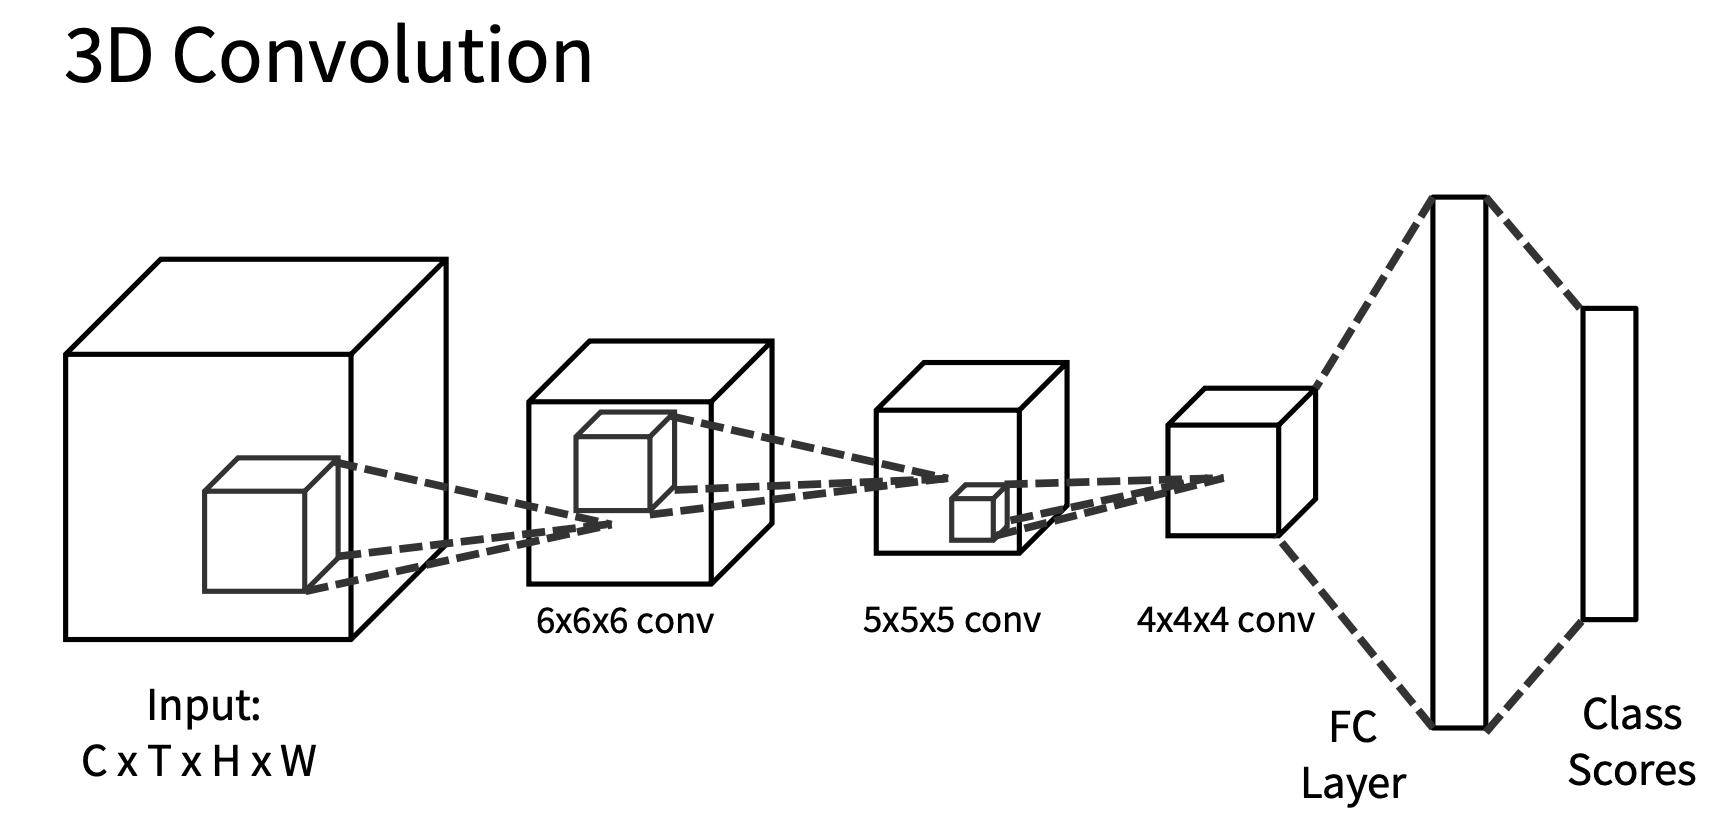 3D Convolution
6x6x6 conv
5x5x5 conv
4x4x4 conv
Input:
C x T x H x W
FC
Layer
Class
Scores